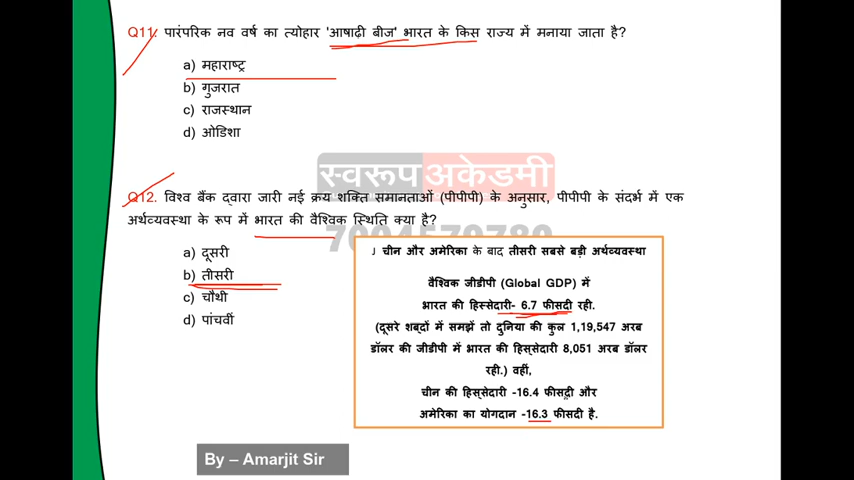 Q11. पारंपरिक नव वर्ष का त्योहार 'आषाढ़ी बीज' भारत के किस राज्य में मनाया जाता है?
a) महाराष्ट्र
b) गुजरात
c) राजस्थान
d) ओडिशा
स्वरूप अकेडमी
Q12. विश्व बैंक द्वारा जारी नई क्रय शक्ति समानताओं (पीपीपी) के अनुसार, पीपीपी के संदर्भ में एक
अर्थव्यवस्था के रूप में भारत की वैश्विक स्थिति क्या है?
a) दूसरी
b) तीसरी
c) चौथी
d) पांचवीं
चीन और अमेरिका के बाद तीसरी सबसे बड़ी अर्थव्यवस्था
वैश्विक जीडीपी (Global GDP) में
भारत की हिस्सेदारी- 6.7 फीसदी रही.
(दूसरे शब्दों में समझें तो दुनिया की कुल 1,19,547 अरब
डॉलर की जीडीपी में भारत की हिस्सेदारी 8,051 अरब डॉलर
रही.) वहीं,
चीन की हिस्सेदारी -16.4 फीसदी और
अमेरिका का योगदान -16.3 फीसदी है.
By – Amarjit Sir